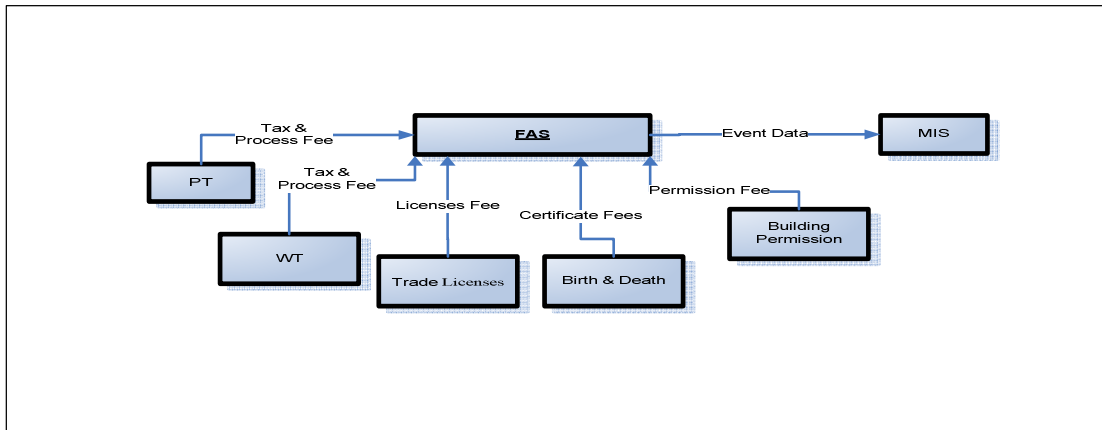 FAS
Event Data
MIS
Tax &
Process Fee
PT
Tax &
Process Fee
Permission Fee
Licenses Fee
Certificate Fees
Building
Permission
WT
Trade Licenses
Birth & Death